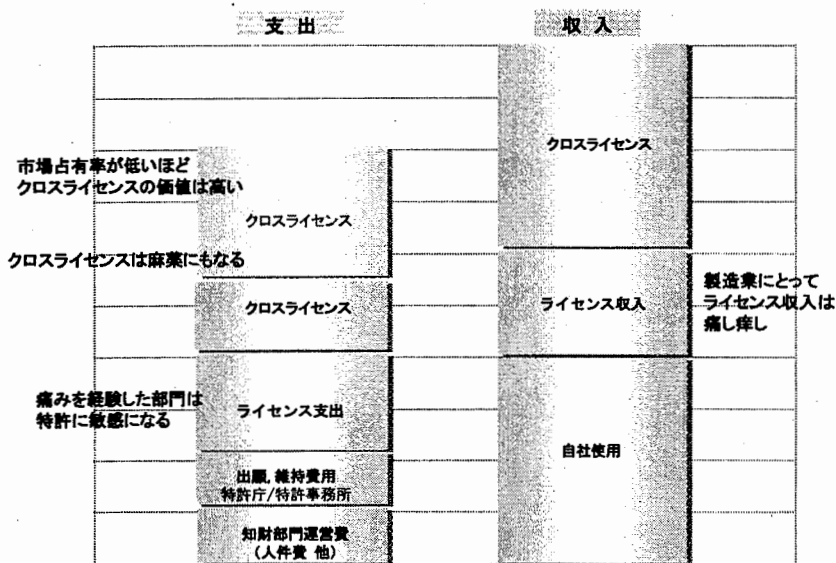 支 出
収 入
クロスライセンス
市場占有率が低いほど
クロスライセンスの価値は高い
クロスライセンス
クロスライセンスは麻薬にもなる
クロスライセンス
ライセンス収入
製造業にとって
ライセンス収入は
痛し痒し
痛みを経験した部門は
特許に敏感になる
ライセンス支出
自社使用
出願, 維持費用
特許庁/特許事務所
知財部門運営費
(人件費 他)